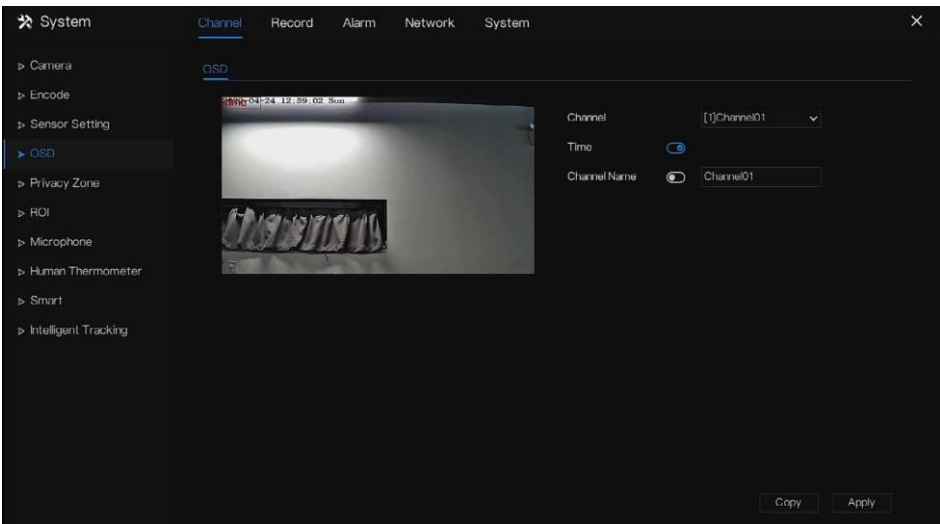 System
Channel Record Alarm Network System
Camera
Encode
Sensor Setting
OSD
Privacy Zone
ROI
Microphone
Human Thermometer
Smart
Intelligent Tracking
OSD
04-24 12:59:02 Sun
Channel [1]Channel01
Time
Channel Name Channel01
Copy Apply